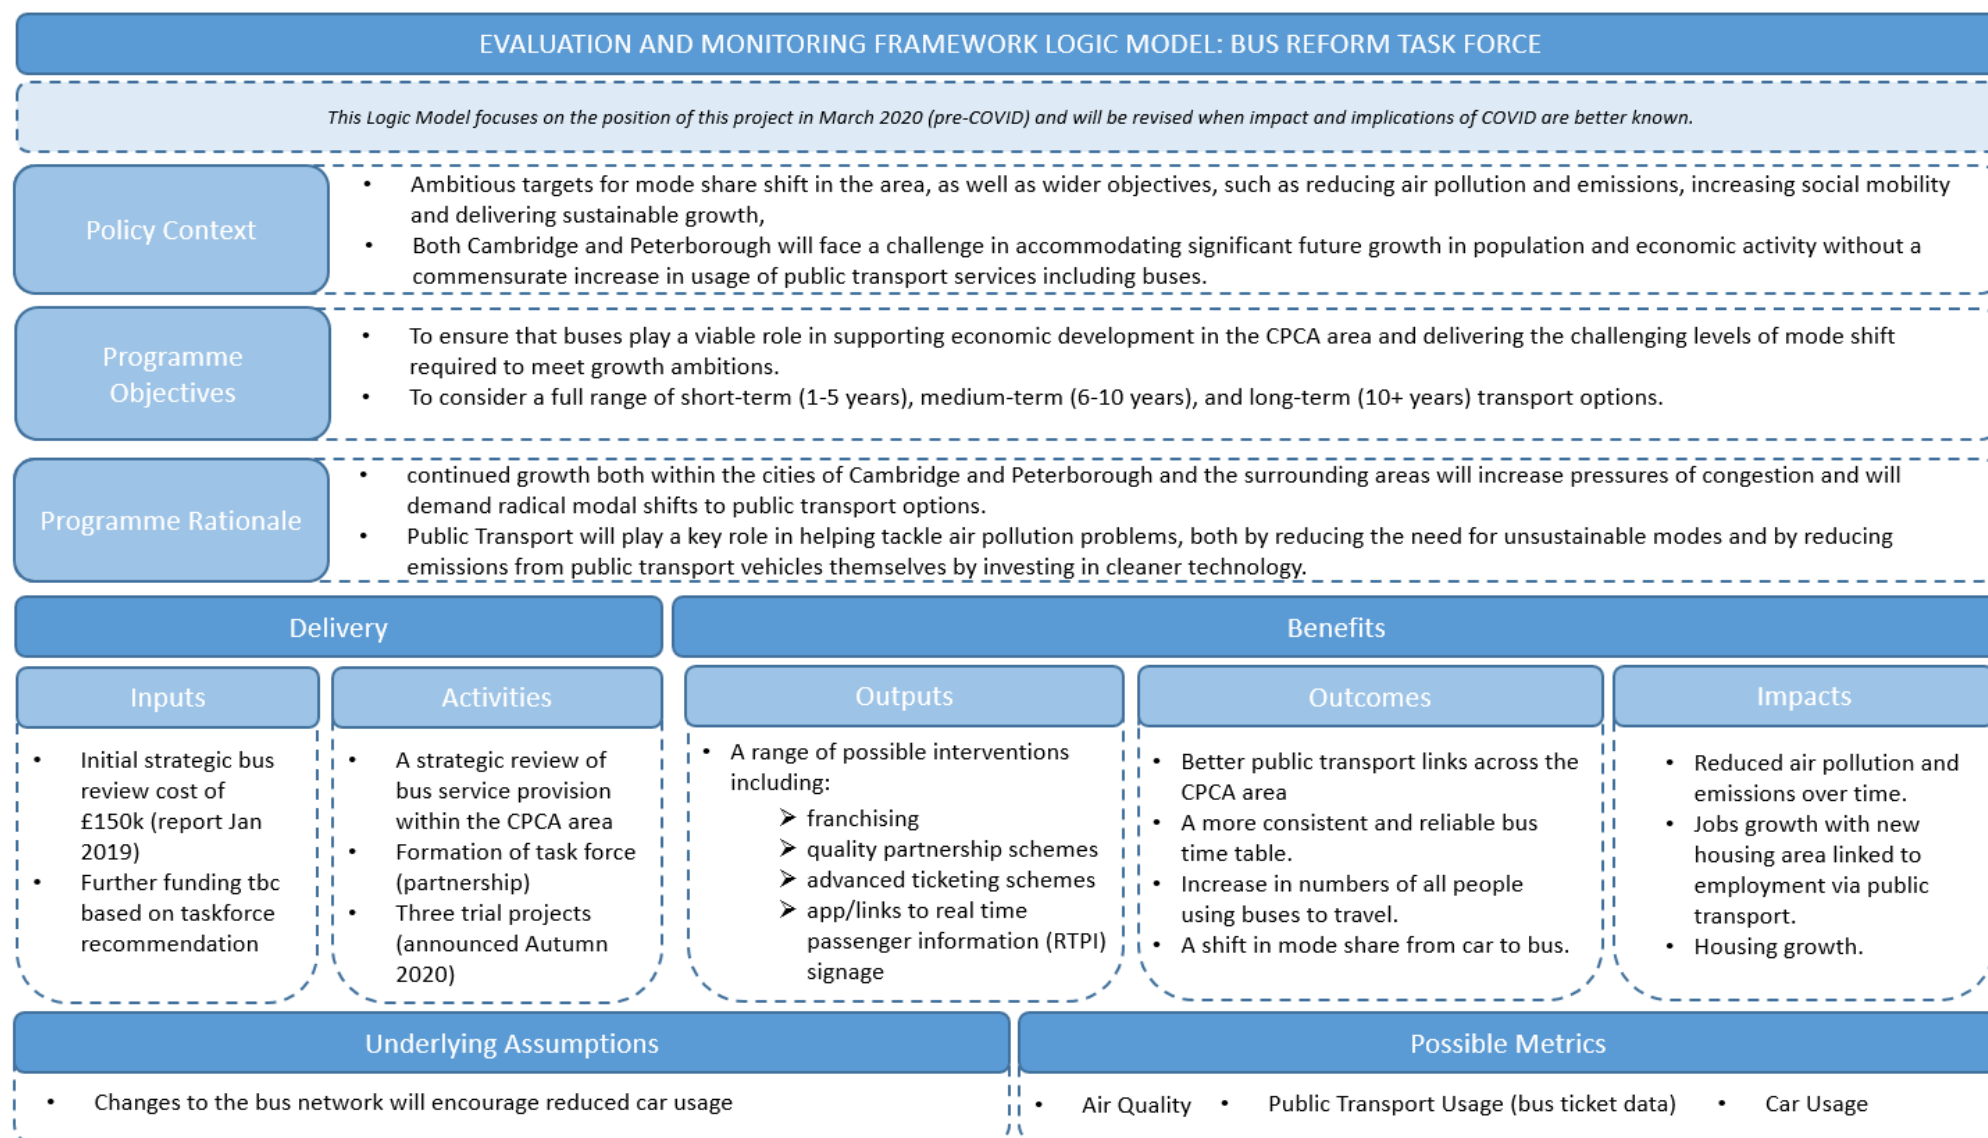 EVALUATION AND MONITORING FRAMEWORK LOGIC MODEL: BUS REFORM TASK FORCE
This Logic Model focuses on the position of this project in March 2020 (pre-COVID) and will be revised when impact and implications of COVID are better known.
Policy Context
• Ambitious targets for mode share shift in the area, as well as wider objectives, such as reducing air pollution and emissions, increasing social mobility
and delivering sustainable growth,
• Both Cambridge and Peterborough will face a challenge in accommodating significant future growth in population and economic activity without a
commensurate increase in usage of public transport services including buses.
Programme
Objectives
• To ensure that buses play a viable role in supporting economic development in the CPCA area and delivering the challenging levels of mode shift
required to meet growth ambitions.
• To consider a full range of short-term (1-5 years), medium-term (6-10 years), and long-term (10+ years) transport options.
Programme Rationale
• continued growth both within the cities of Cambridge and Peterborough and the surrounding areas will increase pressures of congestion and will
demand radical modal shifts to public transport options.
• Public Transport will play a key role in helping tackle air pollution problems, both by reducing the need for unsustainable modes and by reducing
emissions from public transport vehicles themselves by investing in cleaner technology.
Delivery
Benefits
Inputs
• Initial strategic bus
review cost of
£150k (report Jan
2019)
• Further funding tbc
based on taskforce
recommendation
Activities
• A strategic review of
bus service provision
within the CPCA area
• Formation of task force
(partnership)
• Three trial projects
(announced Autumn
2020)
Outputs
• A range of possible interventions
including:
➢ franchising
➢ quality partnership schemes
➢ advanced ticketing schemes
➢ app/links to real time
passenger information (RTPI)
signage
Outcomes
• Better public transport links across the
CPCA area
• A more consistent and reliable bus
time table.
• Increase in numbers of all people
using buses to travel.
• A shift in mode share from car to bus.
Impacts
• Reduced air pollution and
emissions over time.
• Jobs growth with new
housing area linked to
employment via public
transport.
• Housing growth.
Underlying Assumptions
• Changes to the bus network will encourage reduced car usage
Possible Metrics
• Air Quality • Public Transport Usage (bus ticket data) • Car Usage